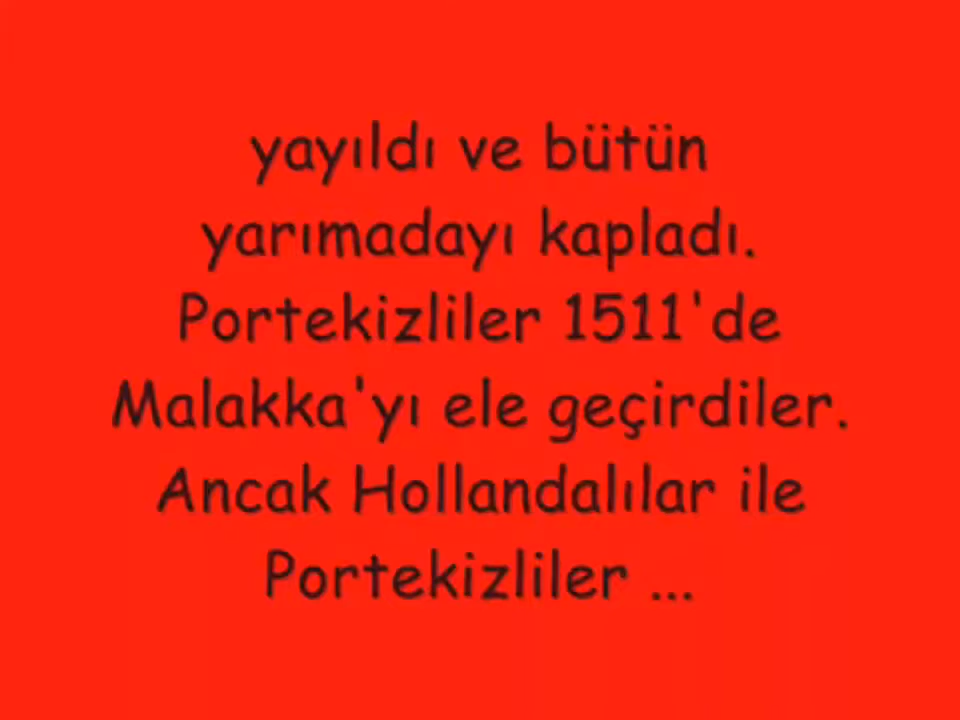 yayıldı ve bütün
yarımadayı kapladı.
Portekizliler 1511'de
Malakka'yı ele geçirdiler.
Ancak Hollandalılar ile
Portekizliler ...